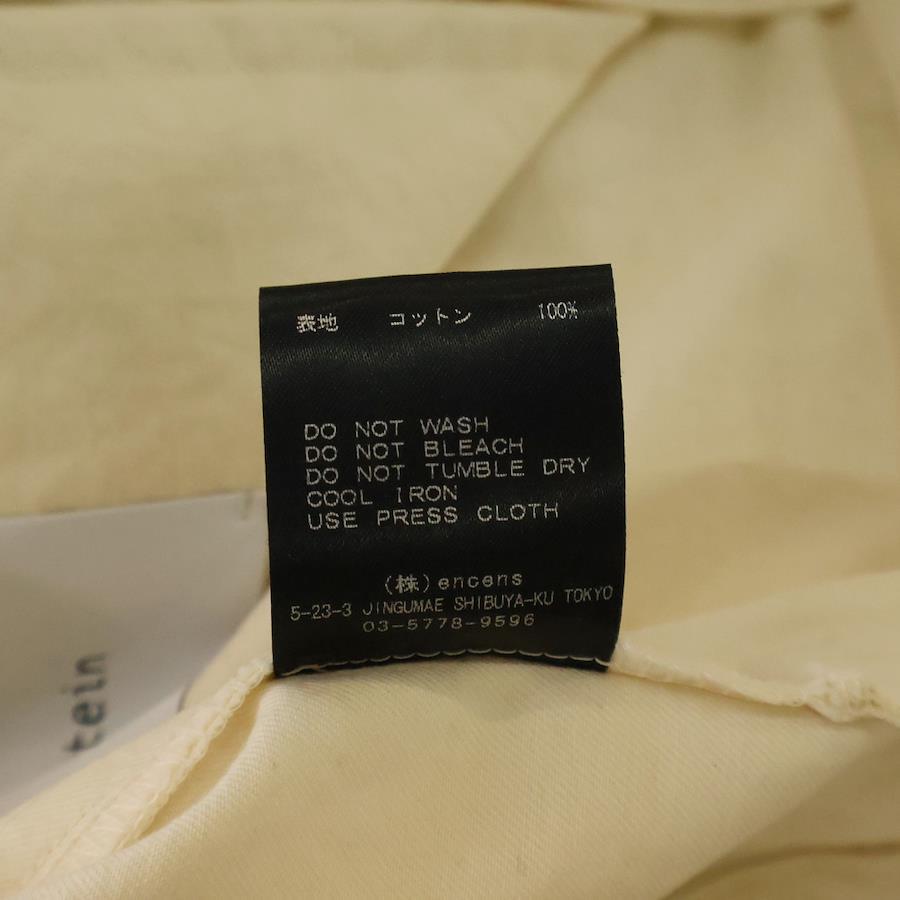 表地 コットン 100%
DO NOT WASH
DO NOT BLEACH
DO NOT TUMBLE DRY
COOL IRON
USE PRESS CLOTH
(株)encens
5-23-3 JINGUMAE SHIBUYA-KU TOKYO
03-5778-9596
tein